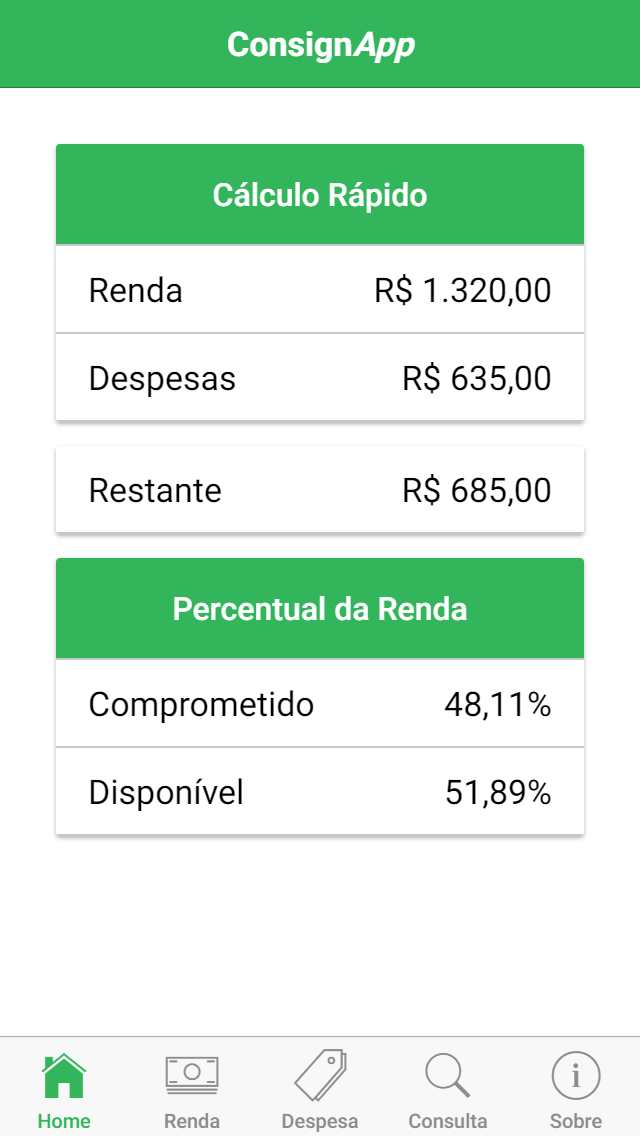 ConsignApp
Cálculo Rápido
Renda R$ 1.320,00
Despesas R$ 635,00
Restante R$ 685,00
Percentual da Renda
Comprometido 48,11%
Disponível 51,89%
Home Renda Despesa Consulta Sobre